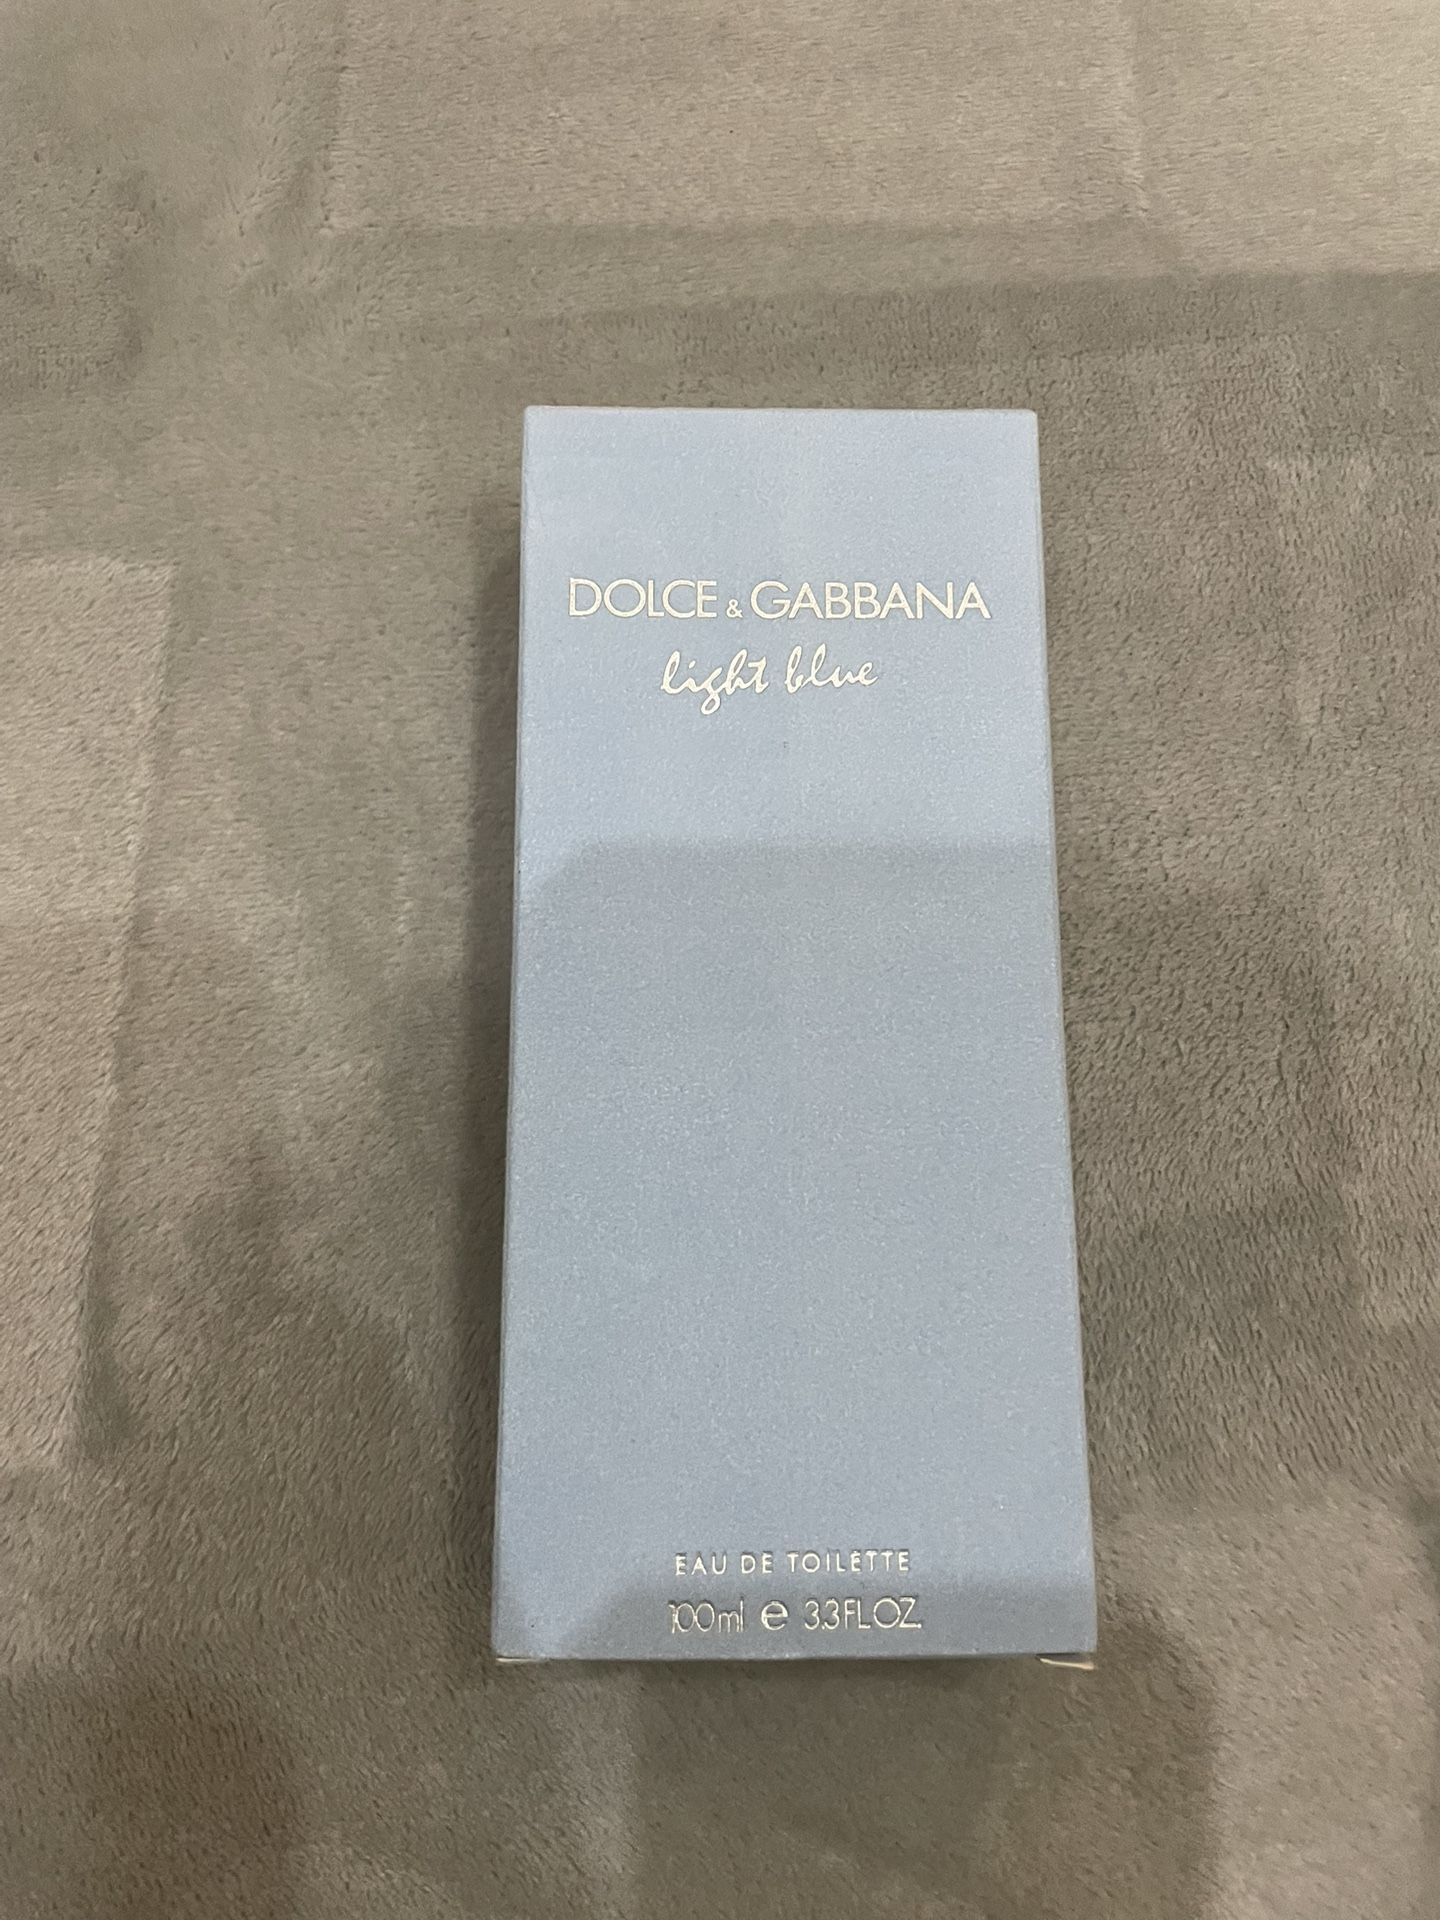 DOLCE & GABBANA
light blue
EAU DE TOILETTE
100ml e 3.3FL.OZ.